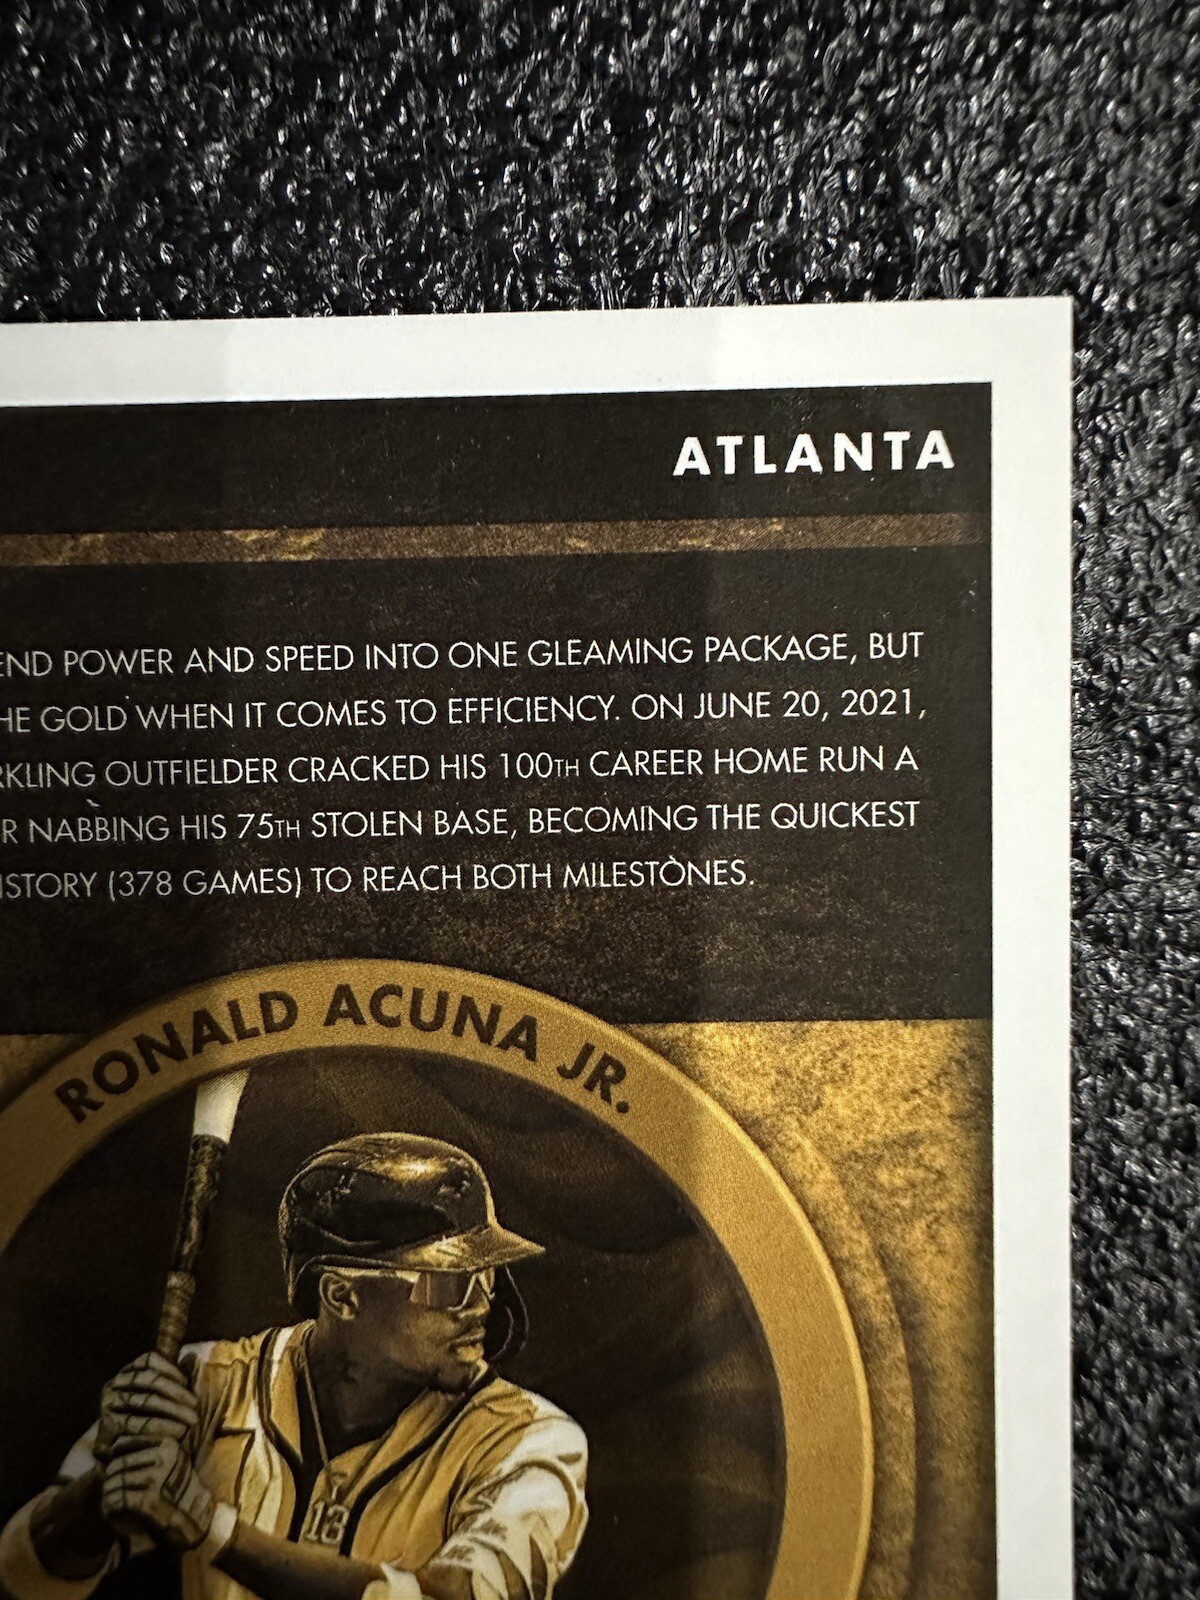 ATLANTA
END POWER AND SPEED INTO ONE GLEAMING PACKAGE, BUT
HE GOLD WHEN IT COMES TO EFFICIENCY. ON JUNE 20, 2021,
RKLING OUTFIELDER CRACKED HIS 100TH CAREER HOME RUN A
R NABBING HIS 75TH STOLEN BASE, BECOMING THE QUICKEST
ISTORY (378 GAMES) TO REACH BOTH MILESTONES.
RONALD ACUNA JR.
13